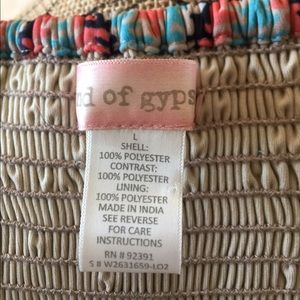 nd of gyps
L
SHELL:
100% POLYESTER
CONTRAST:
100% POLYESTER
LINING:
100% POLYESTER
MADE IN INDIA
SEE REVERSE
FOR CARE
INSTRUCTIONS
RN # 92391
S # W2631659-LO2